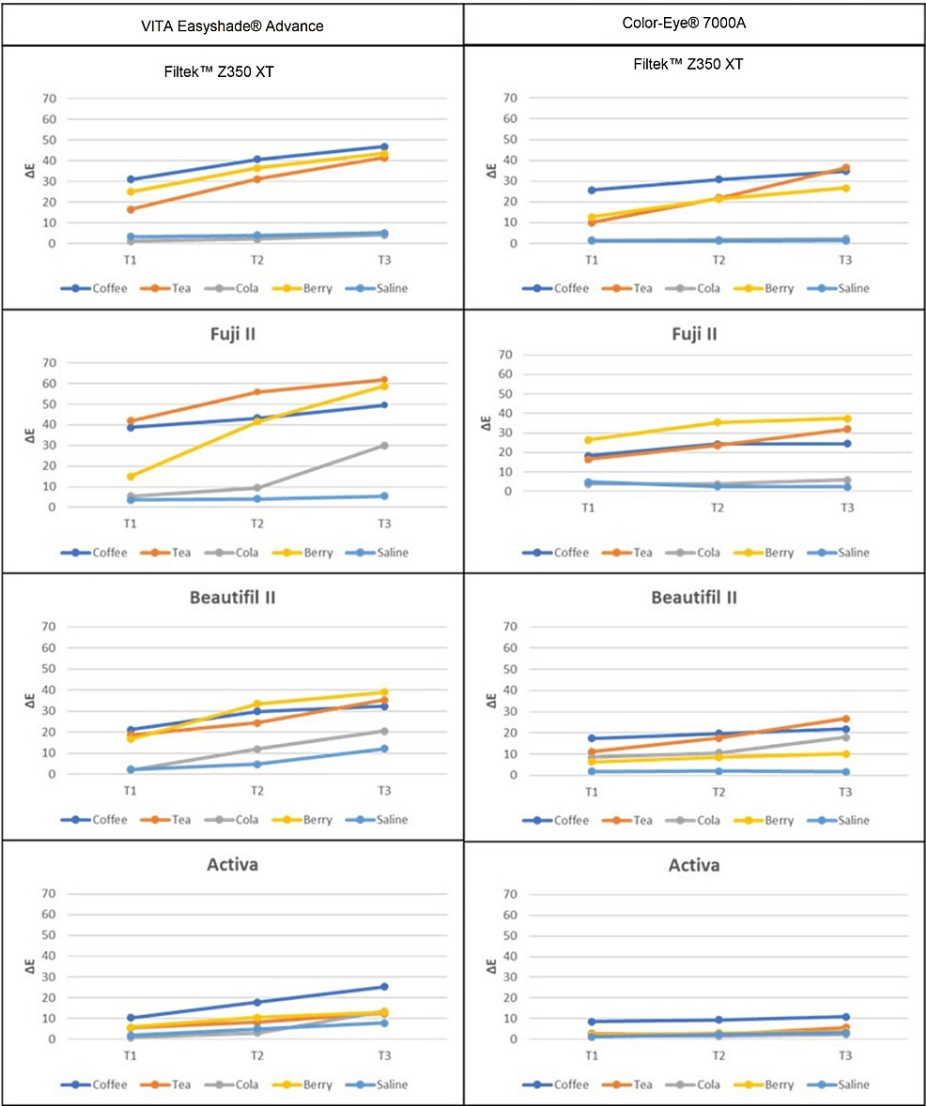 VITA Easyshade® Advance
Color-Eye® 7000A
Filtek™ Z350 XT
70
60
50
40
30
20
10
0
ΔE
T1 T2 T3
Coffee Tea Cola Berry Saline
Filtek™ Z350 XT
70
60
50
40
30
20
10
0
ΔE
T1 T2 T3
Coffee Tea Cola Berry Saline
Fuji II
70
60
50
40
30
20
10
0
ΔE
T1 T2 T3
Coffee Tea Cola Berry Saline
Fuji II
70
60
50
40
30
20
10
0
ΔE
T1 T2 T3
Coffee Tea Cola Berry Saline
Beautifil II
70
60
50
40
30
20
10
0
ΔE
T1 T2 T3
Coffee Tea Cola Berry Saline
Beautifil II
70
60
50
40
30
20
10
0
ΔE
T1 T2 T3
Coffee Tea Cola Berry Saline
Activa
70
60
50
40
30
20
10
0
ΔE
T1 T2 T3
Coffee Tea Cola Berry Saline
Activa
70
60
50
40
30
20
10
0
ΔE
T1 T2 T3
Coffee Tea Cola Berry Saline